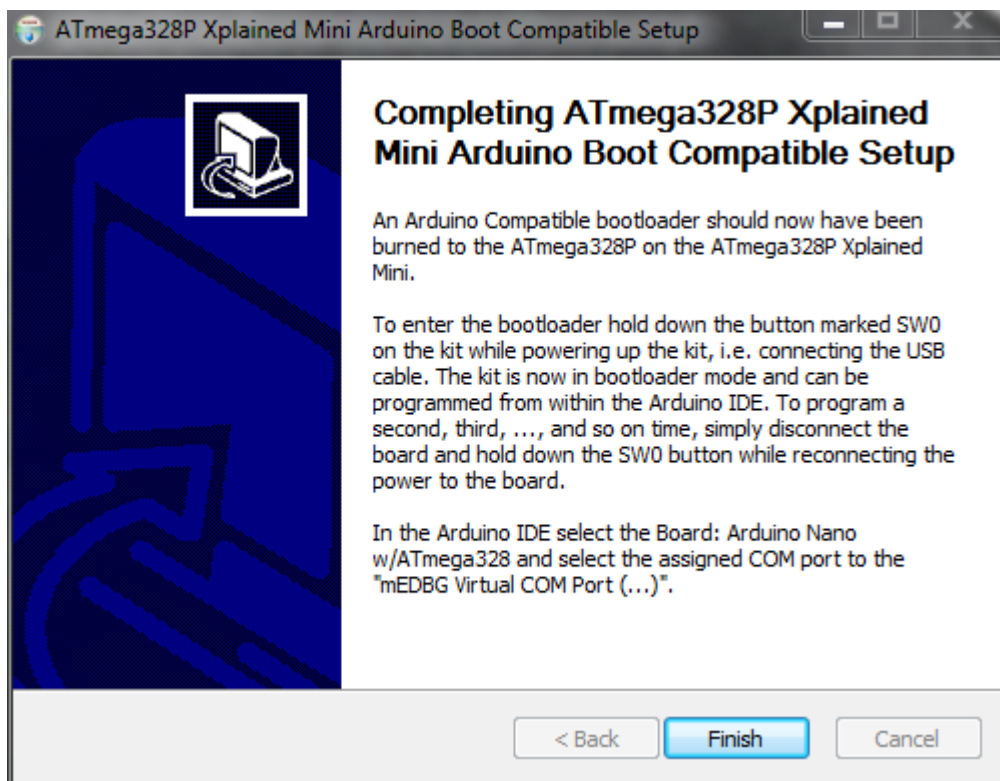 ATmega328P Xplained Mini Arduino Boot Compatible Setup
Completing ATmega328P Xplained
Mini Arduino Boot Compatible Setup
An Arduino Compatible bootloader should now have been
burned to the ATmega328P on the ATmega328P Xplained
Mini.
To enter the bootloader hold down the button marked SW0
on the kit while powering up the kit, i.e. connecting the USB
cable. The kit is now in bootloader mode and can be
programmed from within the Arduino IDE. To program a
second, third, ..., and so on time, simply disconnect the
board and hold down the SW0 button while reconnecting the
power to the board.
In the Arduino IDE select the Board: Arduino Nano
w/ATmega328 and select the assigned COM port to the
"mEDBG Virtual COM Port (...)".
< Back Finish Cancel